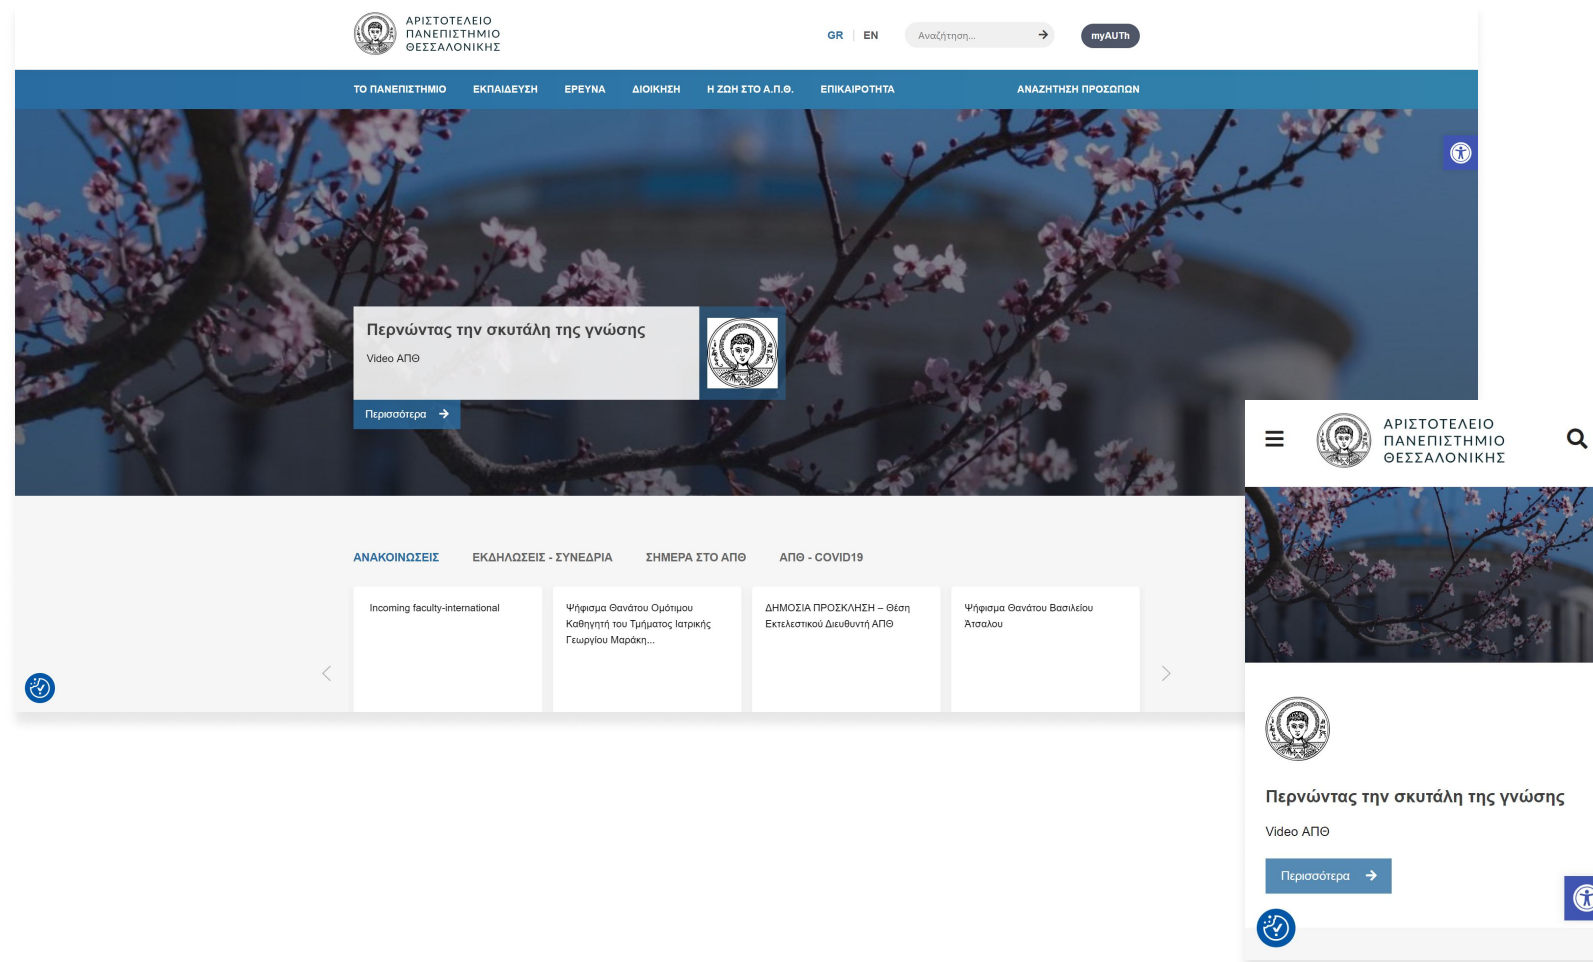 ΑΡΙΣΤΟΤΕΛΕΙΟ
ΠΑΝΕΠΙΣΤΗΜΙΟ
ΘΕΣΣΑΛΟΝΙΚΗΣ
GR EN Αναζήτηση... myAUTh
ΤΟ ΠΑΝΕΠΙΣΤΗΜΙΟ ΕΚΠΑΙΔΕΥΣΗ ΕΡΕΥΝΑ ΔΙΟΙΚΗΣΗ Η ΖΩΗ ΣΤΟ Α.Π.Θ. ΕΠΙΚΑΙΡΟΤΗΤΑ ΑΝΑΖΗΤΗΣΗ ΠΡΟΣΩΠΩΝ
Περνώντας την σκυτάλη της γνώσης
Video ΑΠΘ
Περισσότερα
ΑΝΑΚΟΙΝΩΣΕΙΣ ΕΚΔΗΛΩΣΕΙΣ - ΣΥΝΕΔΡΙΑ ΣΗΜΕΡΑ ΣΤΟ ΑΠΘ ΑΠΘ - COVID19
Incoming faculty-international
Ψήφισμα Θανάτου Ομότιμου
Καθηγητή του Τμήματος Ιατρικής
Γεωργίου Μαράκη...
ΔΗΜΟΣΙΑ ΠΡΟΣΚΛΗΣΗ – Θέση
Εκτελεστικού Διευθυντή ΑΠΘ
Ψήφισμα Θανάτου Βασιλείου
Άτσαλου
ΑΡΙΣΤΟΤΕΛΕΙΟ
ΠΑΝΕΠΙΣΤΗΜΙΟ
ΘΕΣΣΑΛΟΝΙΚΗΣ
Περνώντας την σκυτάλη της γνώσης
Video ΑΠΘ
Περισσότερα